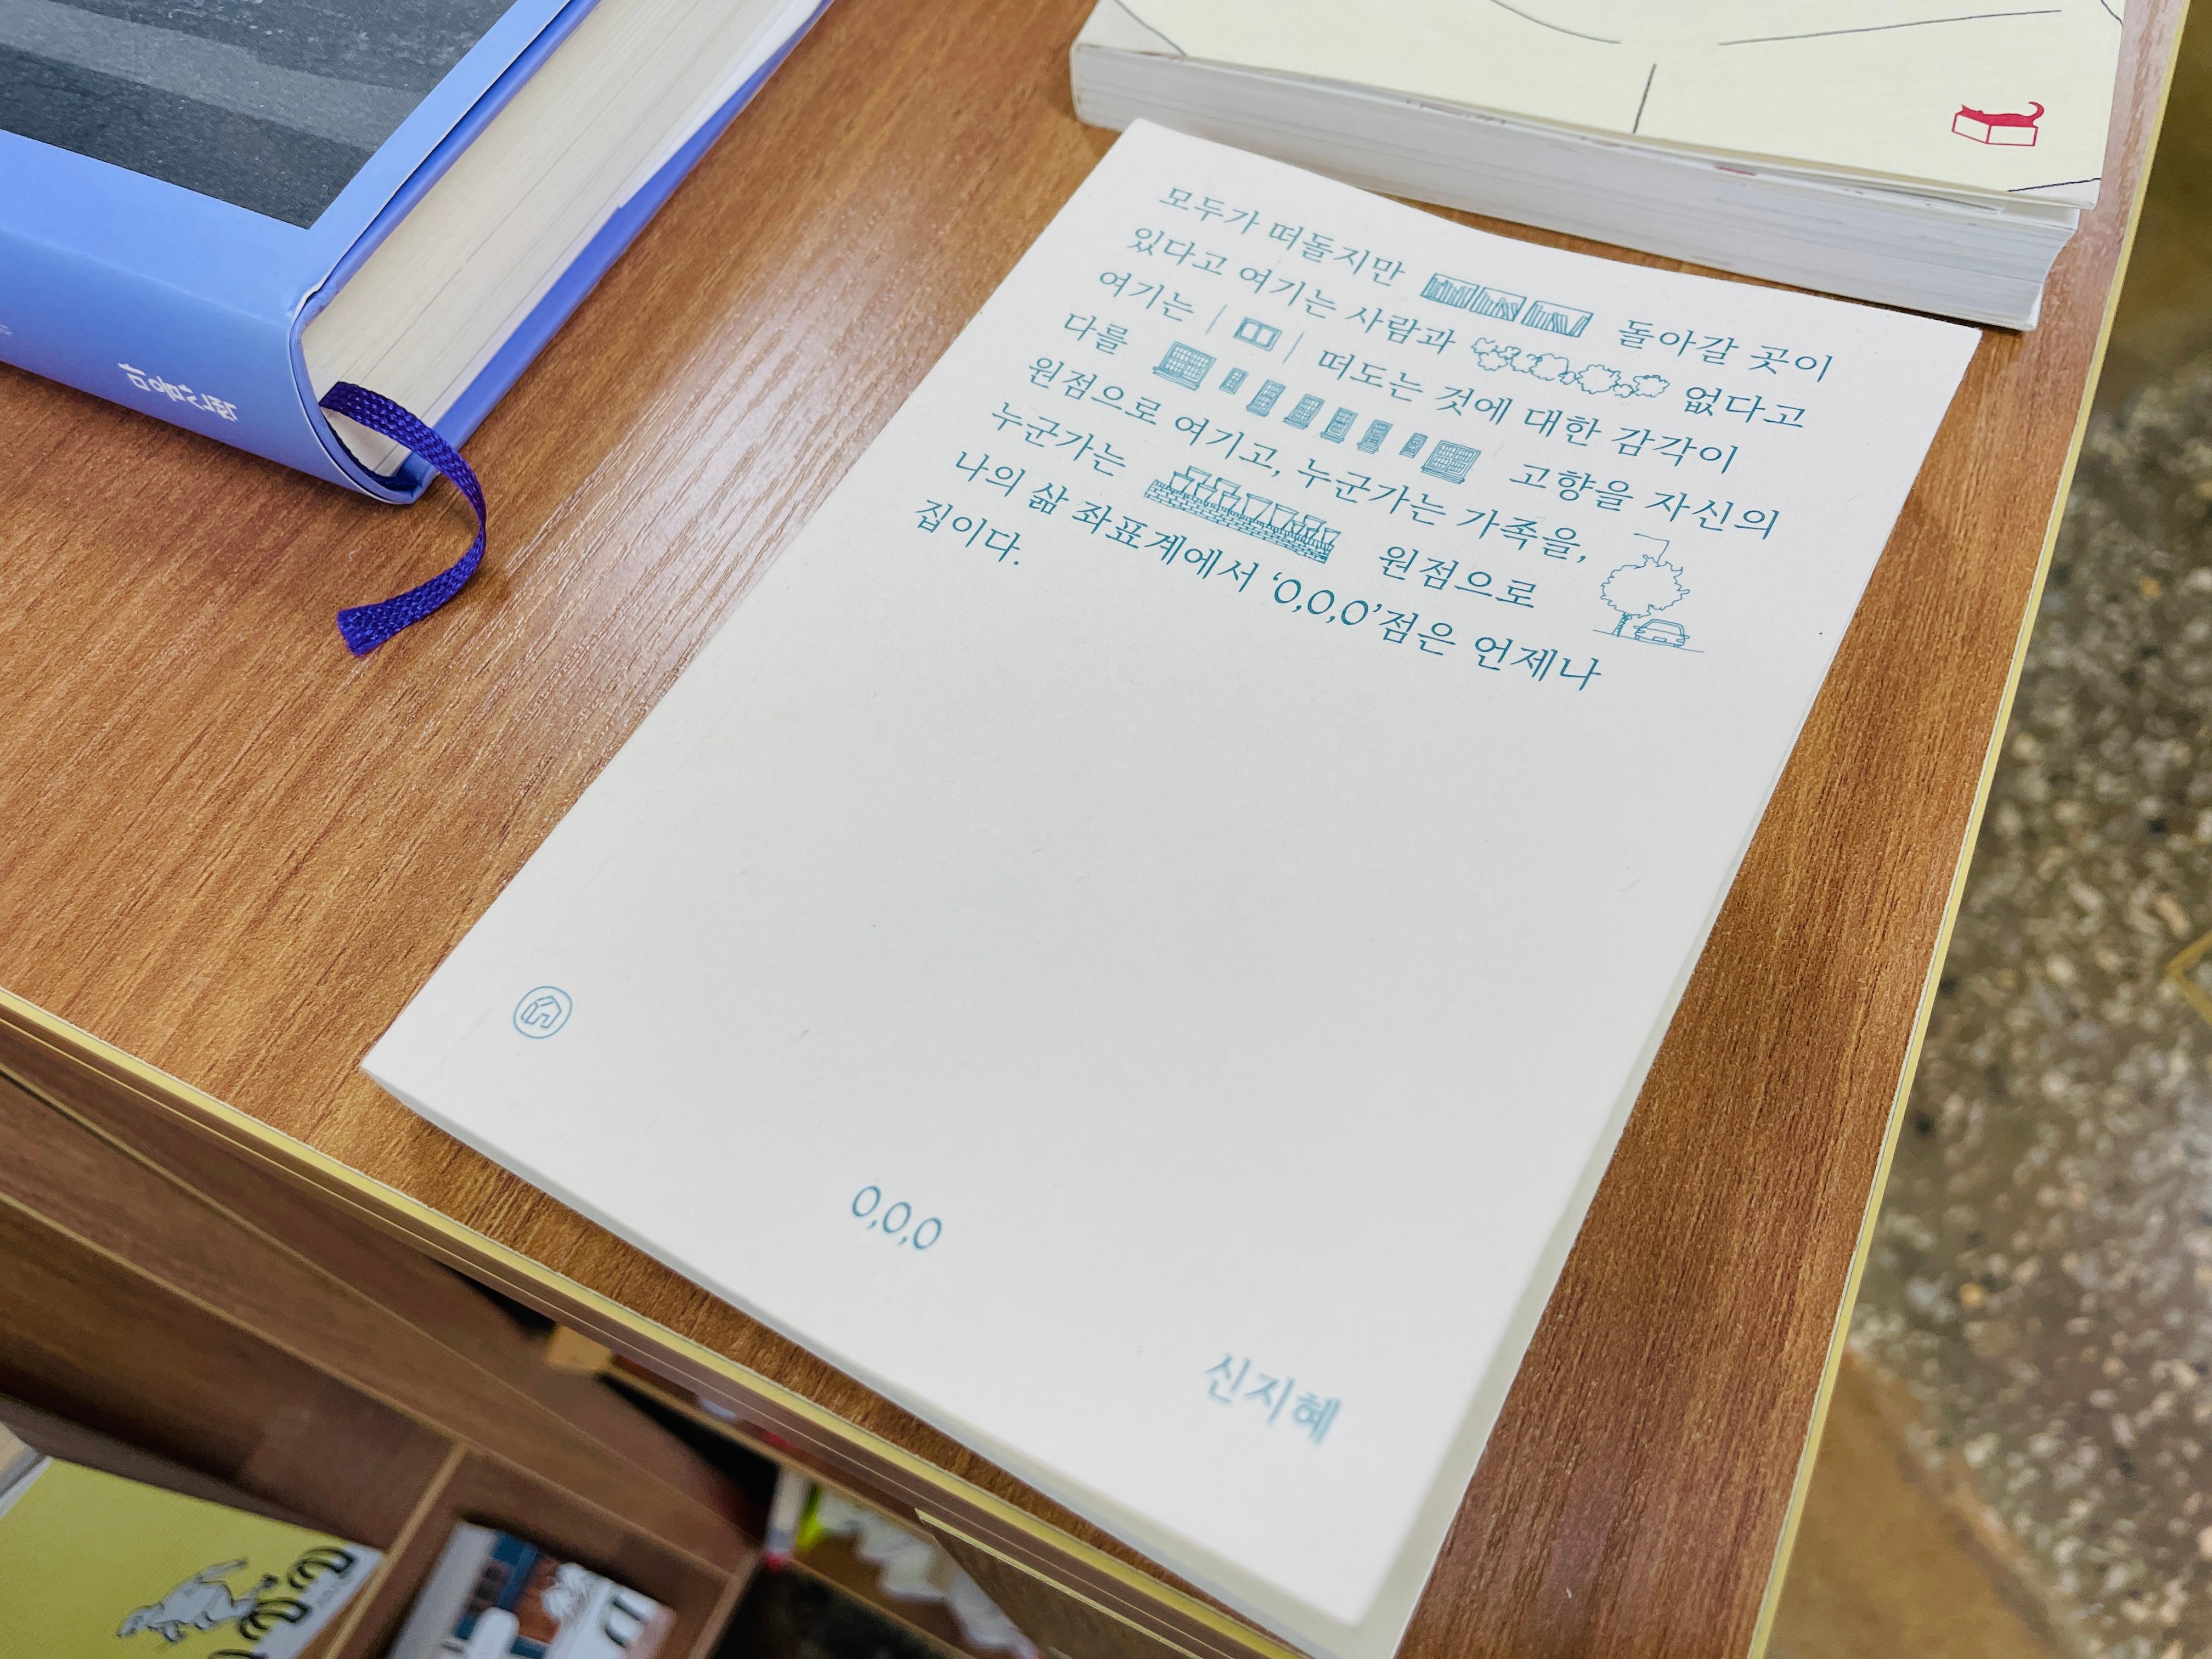 모두가 떠돌지만 돌아갈 곳이
있다고 여기는 사람과 없다고
여기는 떠도는 것에 대한 감각이
다를 고향을 자신의
원점으로 여기고, 누군가는 가족을,
누군가는 원점으로
나의 삶 좌표계에서 ‘0,0,0’점은 언제나
집이다.
0,0,0
신지혜